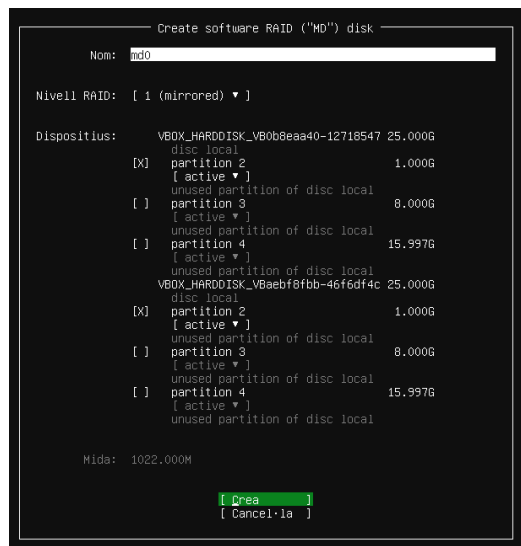 Create software RAID ("MD") disk
Nom: md0
Nivell RAID: [ 1 (mirrored) ▾ ]
Dispositius: VBOX_HARDDISK_VB0b8eaa40-12718547 25.000G
disc local
[X] partition 2 1.000G
[ active ▾ ]
unused partition of disc local
[ ] partition 3 8.000G
[ active ▾ ]
unused partition of disc local
[ ] partition 4 15.997G
[ active ▾ ]
unused partition of disc local
VBOX_HARDDISK_VBaebf8fbb-46f6df4c 25.000G
disc local
[X] partition 2 1.000G
[ active ▾ ]
unused partition of disc local
[ ] partition 3 8.000G
[ active ▾ ]
unused partition of disc local
[ ] partition 4 15.997G
[ active ▾ ]
unused partition of disc local
Mida: 1022.000M
[ Crea ]
[ Cancel·la ]